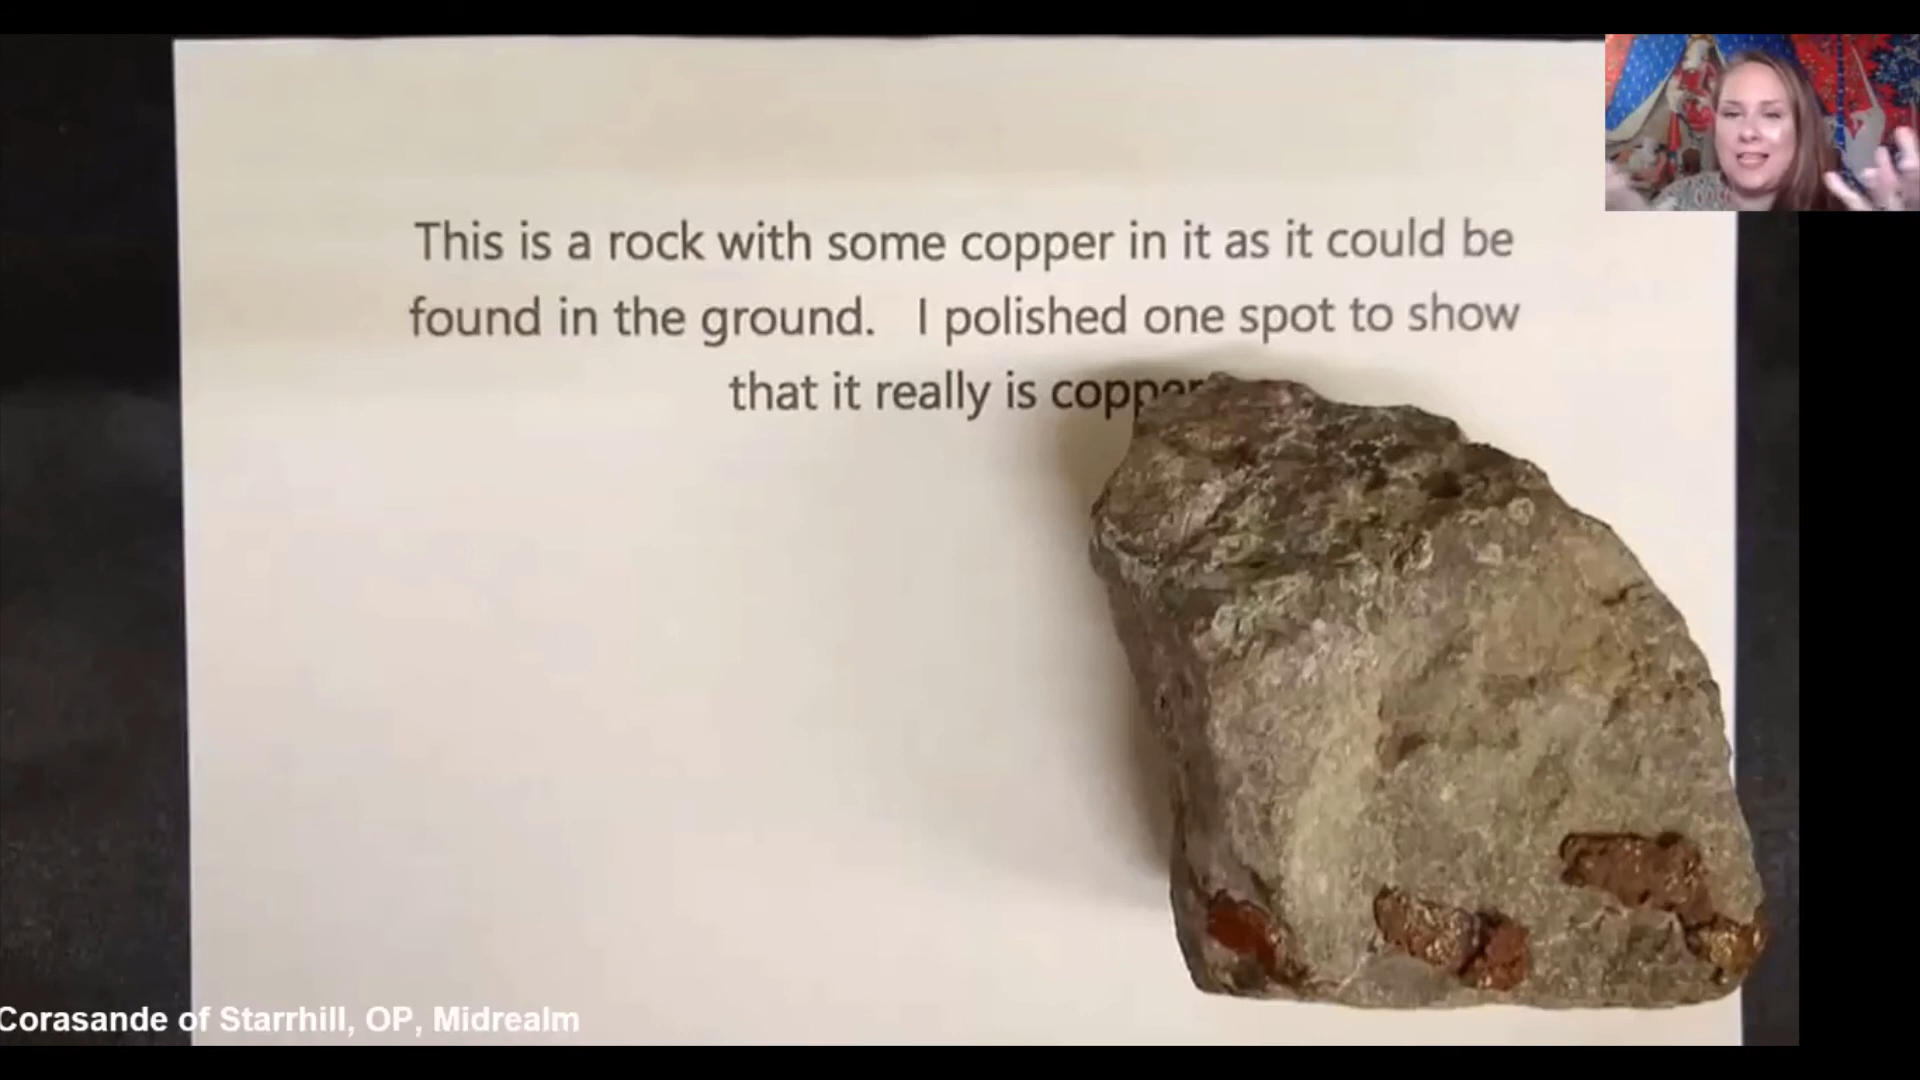 This is a rock with some copper in it as it could be
found in the ground. I polished one spot to show
that it really is copper
Corasande of Starrhill, OP, Midrealm